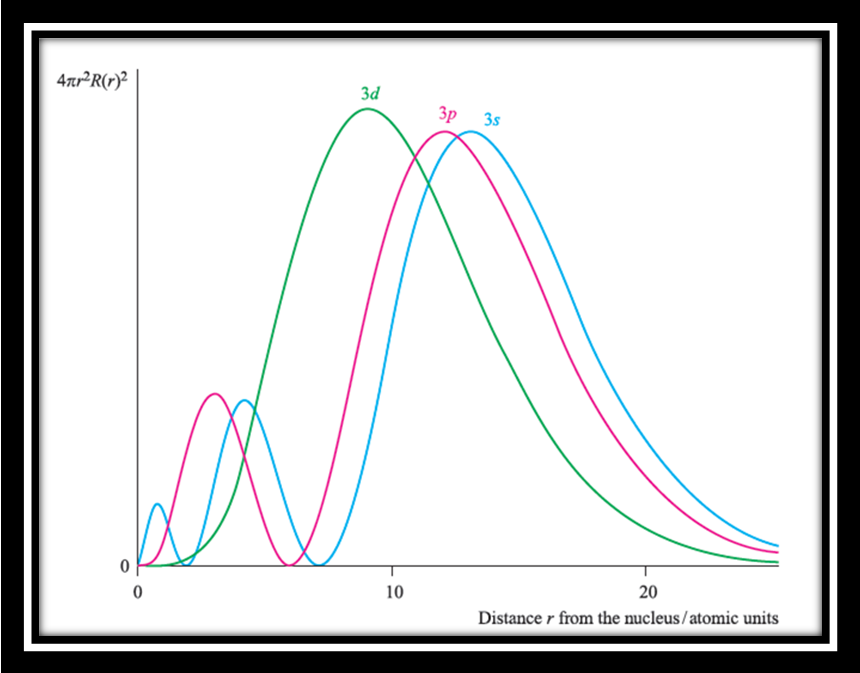 4πr²R(r)²
3d
3p
3s
0
0
10
20
Distance r from the nucleus/atomic units